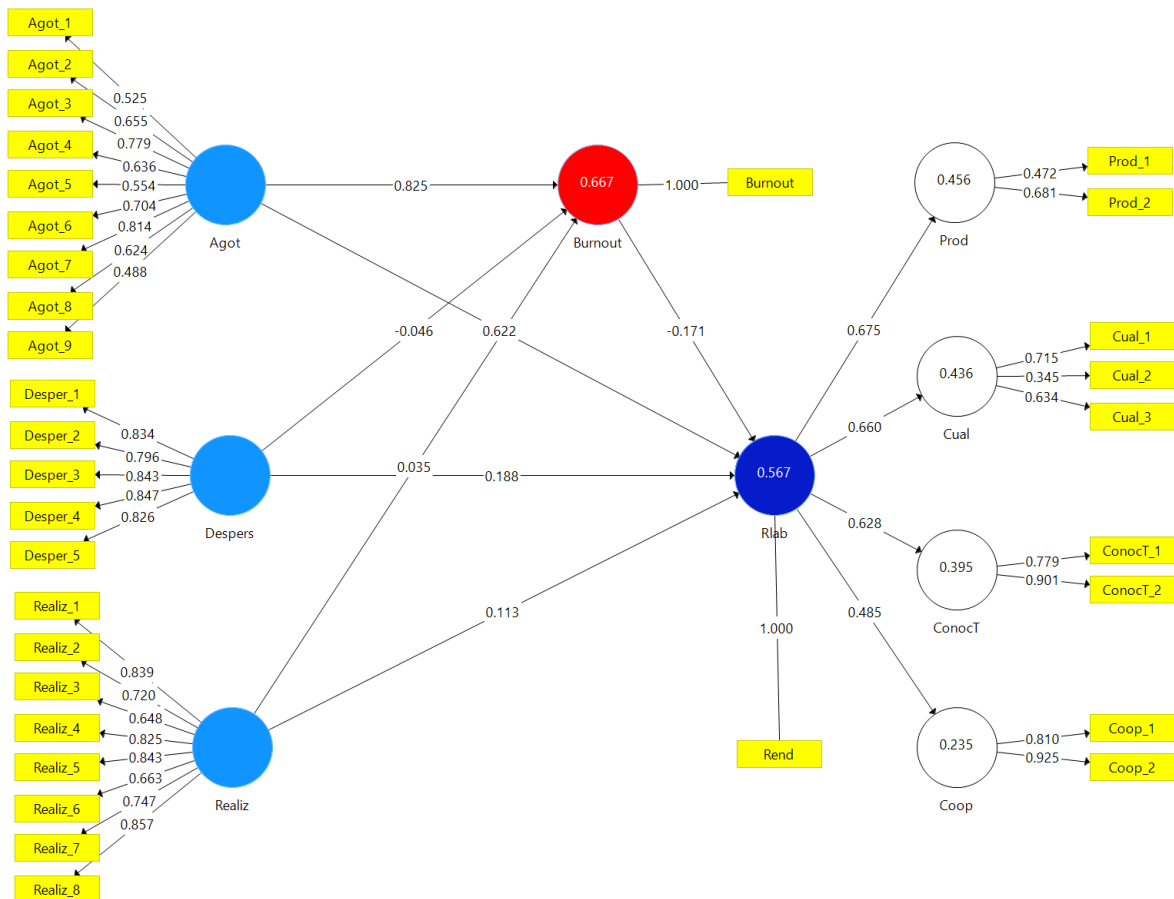 Agot_1
Agot_2
Agot_3
Agot_4
Agot_5
Agot_6
Agot_7
Agot_8
Agot_9
0.525
0.655
0.779
0.636
0.554
0.704
0.814
0.624
0.488
Agot
Desper_1
Desper_2
Desper_3
Desper_4
Desper_5
0.834
0.796
0.843
0.847
0.826
Despers
Realiz_1
Realiz_2
Realiz_3
Realiz_4
Realiz_5
Realiz_6
Realiz_7
Realiz_8
0.839
0.720
0.648
0.825
0.843
0.663
0.747
0.857
Realiz
0.825
-0.046
0.622
0.035
0.188
0.113
0.667
Burnout
1.000
Burnout
-0.171
0.567
Rlab
1.000
Rend
0.675
0.660
0.628
0.485
0.456
Prod
0.472
0.681
Prod_1
Prod_2
0.436
Cual
0.715
0.345
0.634
Cual_1
Cual_2
Cual_3
0.395
ConocT
0.779
0.901
ConocT_1
ConocT_2
0.235
Coop
0.810
0.925
Coop_1
Coop_2